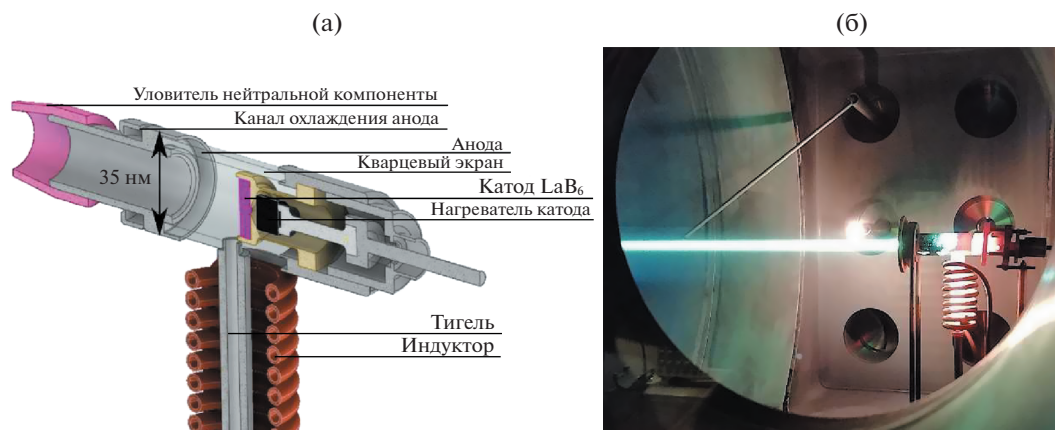 (а)
(б)
Уловитель нейтральной компоненты
Канал охлаждения анода
Анода
Кварцевый экран
35 нм
Катод LaB₆
Нагреватель катода
Тигель
Индуктор